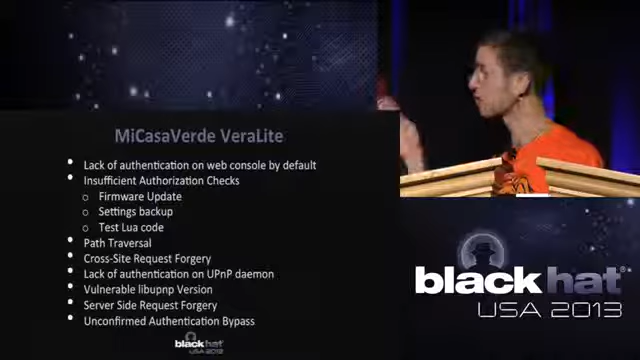 MiCasaVerde VeraLite
• Lack of authentication on web console by default
• Insufficient Authorization Checks
o Firmware Update
o Settings backup
o Test Lua code
• Path Traversal
• Cross-Site Request Forgery
• Lack of authentication on UPnP daemon
• Vulnerable libupnp Version
• Server Side Request Forgery
• Unconfirmed Authentication Bypass
black hat
USA 2013
black hat®
USA 2013